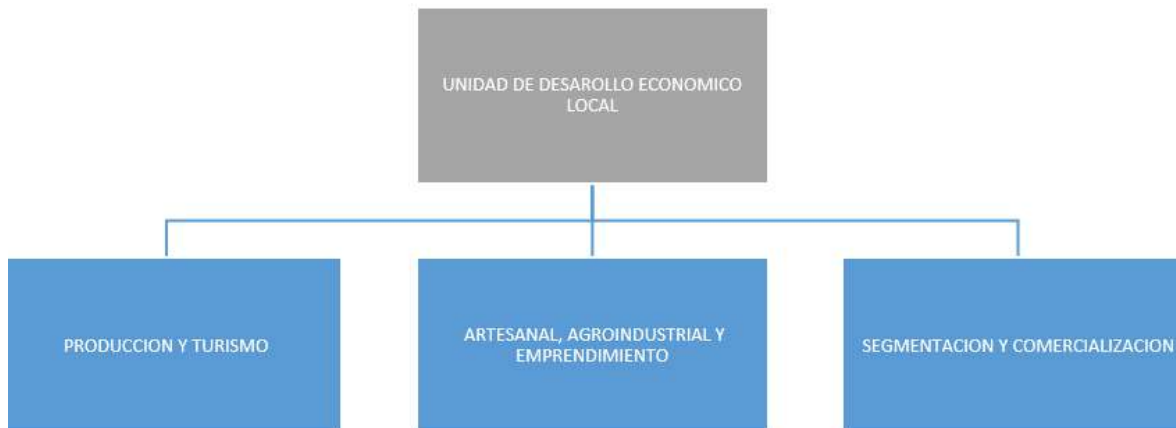 UNIDAD DE DESAROLLO ECONOMICO
LOCAL
PRODUCCION Y TURISMO
ARTESANAL, AGROINDUSTRIAL Y
EMPRENDIMIENTO
SEGMENTACION Y COMERCIALIZACION